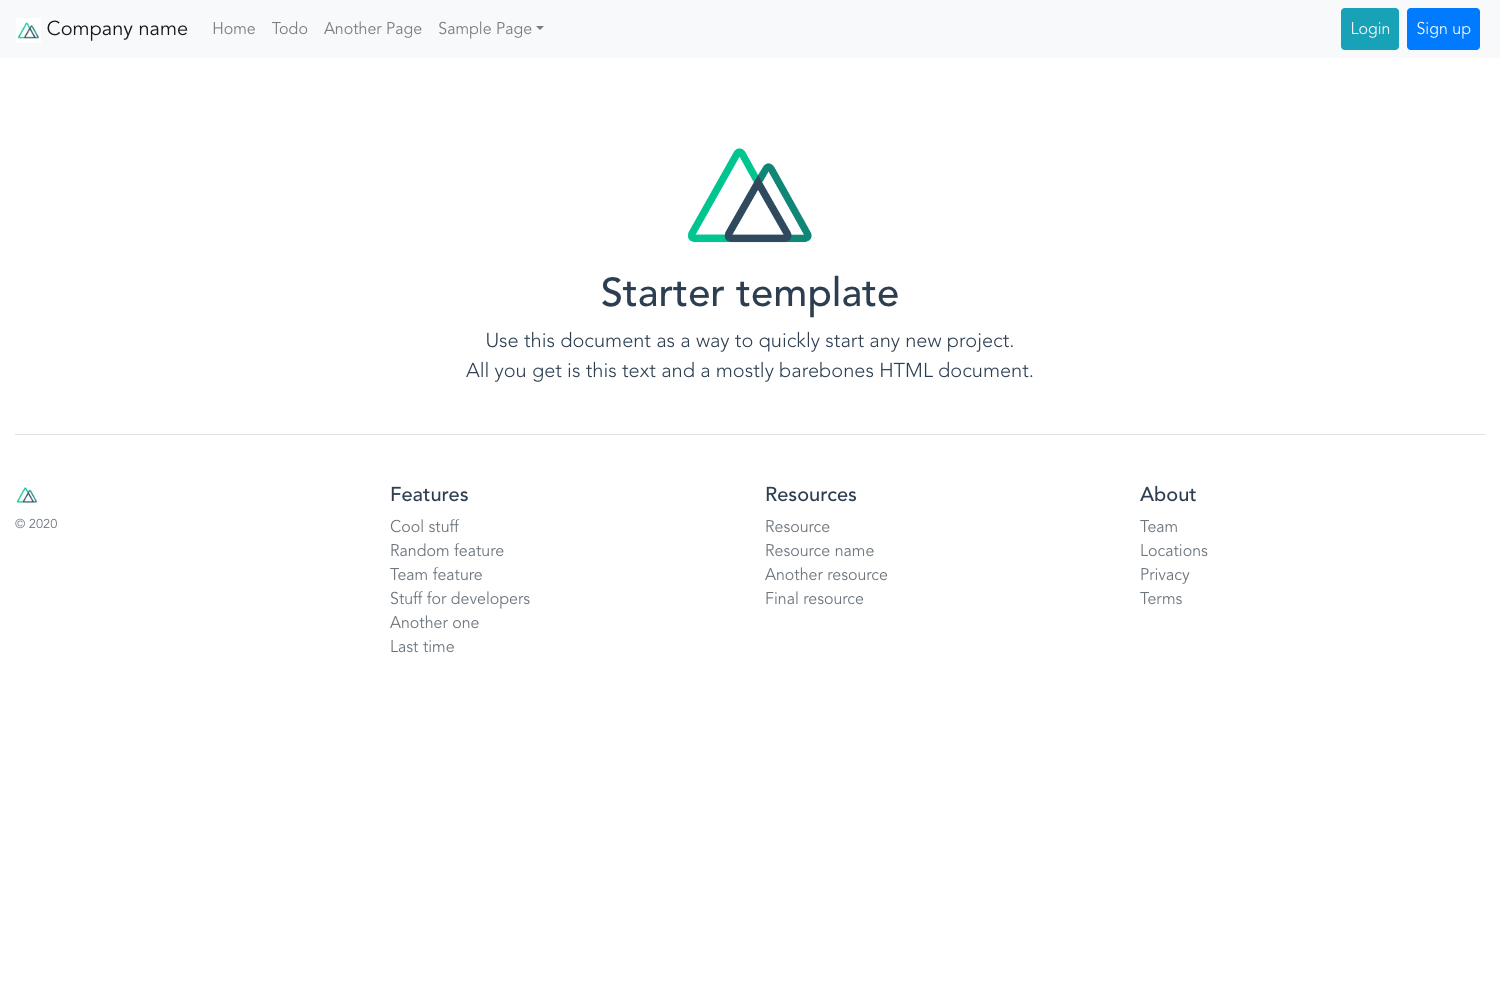 Company name Home Todo Another Page Sample Page Login Sign up
Starter template
Use this document as a way to quickly start any new project.
All you get is this text and a mostly barebones HTML document.
© 2020
Features
Cool stuff
Random feature
Team feature
Stuff for developers
Another one
Last time
Resources
Resource
Resource name
Another resource
Final resource
About
Team
Locations
Privacy
Terms